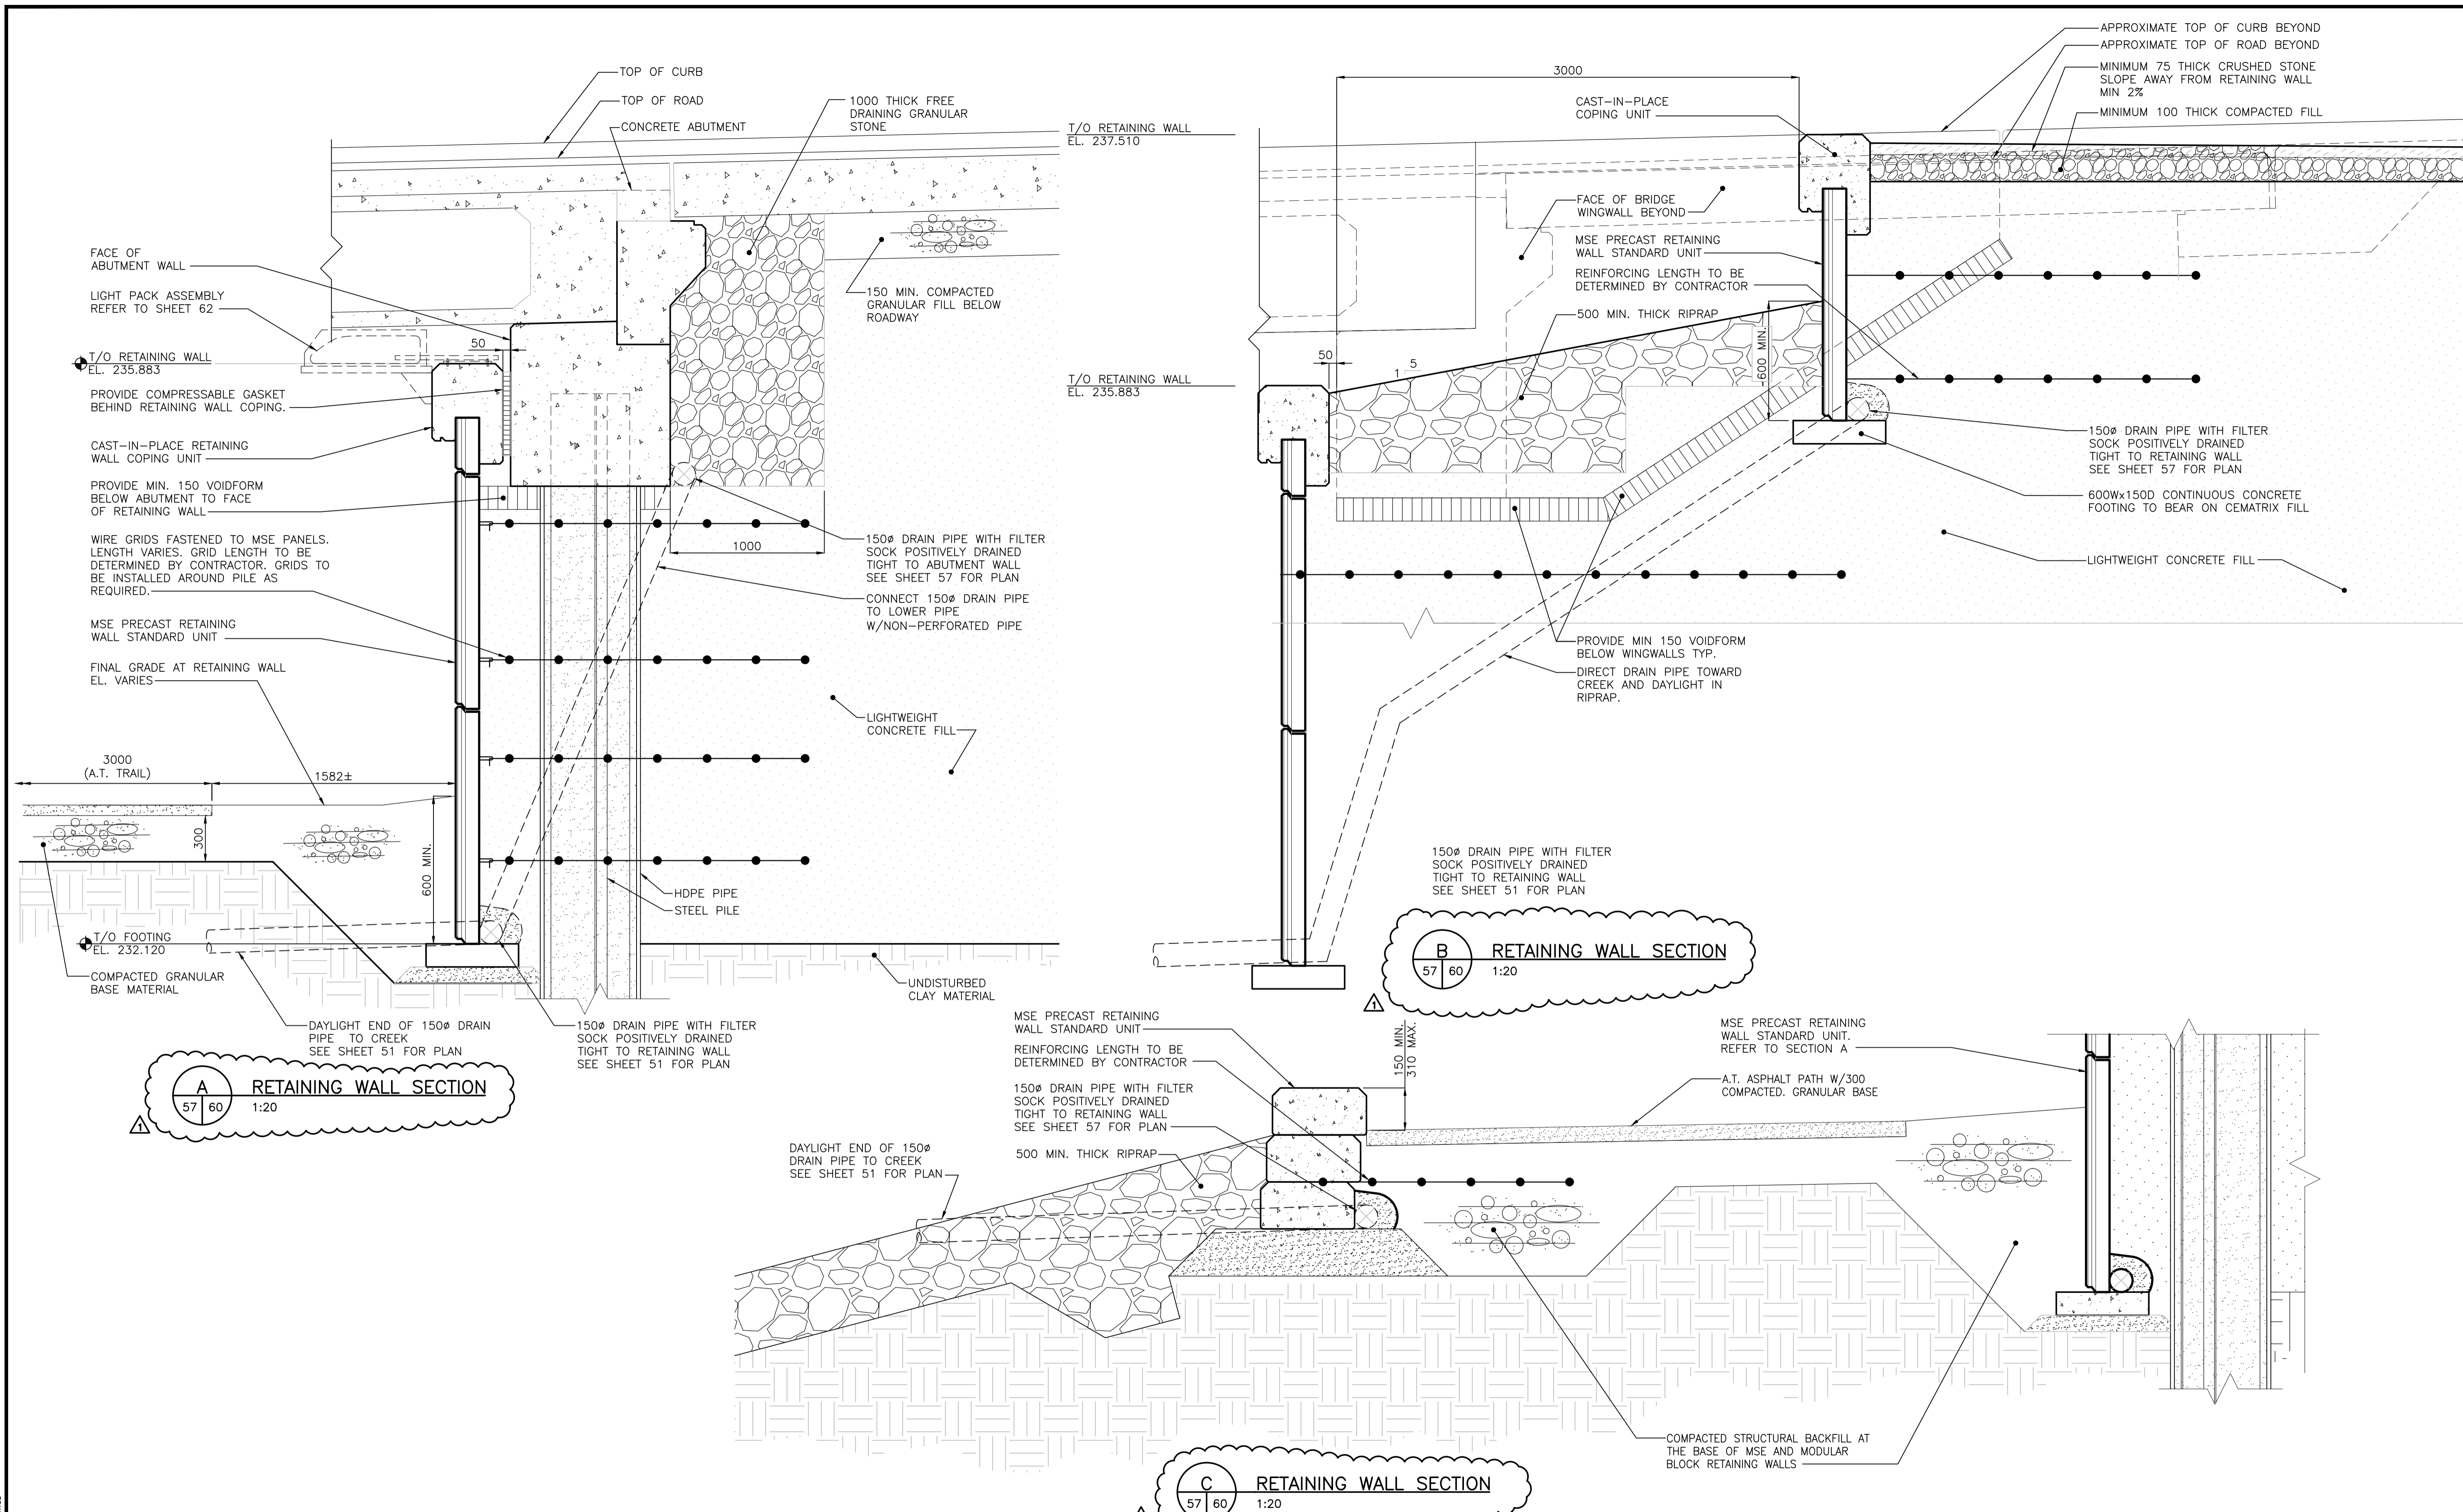 TOP OF CURB
TOP OF ROAD
CONCRETE ABUTMENT
1000 THICK FREE
DRAINING GRANULAR
STONE
FACE OF
ABUTMENT WALL
LIGHT PACK ASSEMBLY
REFER TO SHEET 62
50
T/O RETAINING WALL
EL. 235.883
PROVIDE COMPRESSABLE GASKET
BEHIND RETAINING WALL COPING.
CAST-IN-PLACE RETAINING
WALL COPING UNIT
PROVIDE MIN. 150 VOIDFORM
BELOW ABUTMENT TO FACE
OF RETAINING WALL
WIRE GRIDS FASTENED TO MSE PANELS.
LENGTH VARIES. GRID LENGTH TO BE
DETERMINED BY CONTRACTOR. GRIDS TO
BE INSTALLED AROUND PILE AS
REQUIRED.
MSE PRECAST RETAINING
WALL STANDARD UNIT
FINAL GRADE AT RETAINING WALL
EL. VARIES
3000
(A.T. TRAIL)
1582±
300
600 MIN.
T/O FOOTING
EL. 232.120
COMPACTED GRANULAR
BASE MATERIAL
150 MIN. COMPACTED
GRANULAR FILL BELOW
ROADWAY
1000
150ø DRAIN PIPE WITH FILTER
SOCK POSITIVELY DRAINED
TIGHT TO ABUTMENT WALL
SEE SHEET 57 FOR PLAN
CONNECT 150ø DRAIN PIPE
TO LOWER PIPE
W/NON-PERFORATED PIPE
LIGHTWEIGHT
CONCRETE FILL
HDPE PIPE
STEEL PILE
UNDISTURBED
CLAY MATERIAL
DAYLIGHT END OF 150ø DRAIN
PIPE TO CREEK
SEE SHEET 51 FOR PLAN
150ø DRAIN PIPE WITH FILTER
SOCK POSITIVELY DRAINED
TIGHT TO RETAINING WALL
SEE SHEET 51 FOR PLAN
A
57 60
RETAINING WALL SECTION
1:20
1
T/O RETAINING WALL
EL. 237.510
T/O RETAINING WALL
EL. 235.883
3000
CAST-IN-PLACE
COPING UNIT
APPROXIMATE TOP OF CURB BEYOND
APPROXIMATE TOP OF ROAD BEYOND
MINIMUM 75 THICK CRUSHED STONE
SLOPE AWAY FROM RETAINING WALL
MIN 2%
MINIMUM 100 THICK COMPACTED FILL
FACE OF BRIDGE
WINGWALL BEYOND
MSE PRECAST RETAINING
WALL STANDARD UNIT
REINFORCING LENGTH TO BE
DETERMINED BY CONTRACTOR
500 MIN. THICK RIPRAP
50
1
5
600 MIN.
150ø DRAIN PIPE WITH FILTER
SOCK POSITIVELY DRAINED
TIGHT TO RETAINING WALL
SEE SHEET 57 FOR PLAN
600Wx150D CONTINUOUS CONCRETE
FOOTING TO BEAR ON CEMATRIX FILL
LIGHTWEIGHT CONCRETE FILL
PROVIDE MIN 150 VOIDFORM
BELOW WINGWALLS TYP.
DIRECT DRAIN PIPE TOWARD
CREEK AND DAYLIGHT IN
RIPRAP.
150ø DRAIN PIPE WITH FILTER
SOCK POSITIVELY DRAINED
TIGHT TO RETAINING WALL
SEE SHEET 51 FOR PLAN
B
57 60
RETAINING WALL SECTION
1:20
1
MSE PRECAST RETAINING
WALL STANDARD UNIT
REINFORCING LENGTH TO BE
DETERMINED BY CONTRACTOR
150ø DRAIN PIPE WITH FILTER
SOCK POSITIVELY DRAINED
TIGHT TO RETAINING WALL
SEE SHEET 57 FOR PLAN
500 MIN. THICK RIPRAP
DAYLIGHT END OF 150ø
DRAIN PIPE TO CREEK
SEE SHEET 51 FOR PLAN
150 MIN.
310 MAX.
MSE PRECAST RETAINING
WALL STANDARD UNIT.
REFER TO SECTION A
A.T. ASPHALT PATH W/300
COMPACTED. GRANULAR BASE
COMPACTED STRUCTURAL BACKFILL AT
THE BASE OF MSE AND MODULAR
BLOCK RETAINING WALLS
C
57 60
RETAINING WALL SECTION
1:20